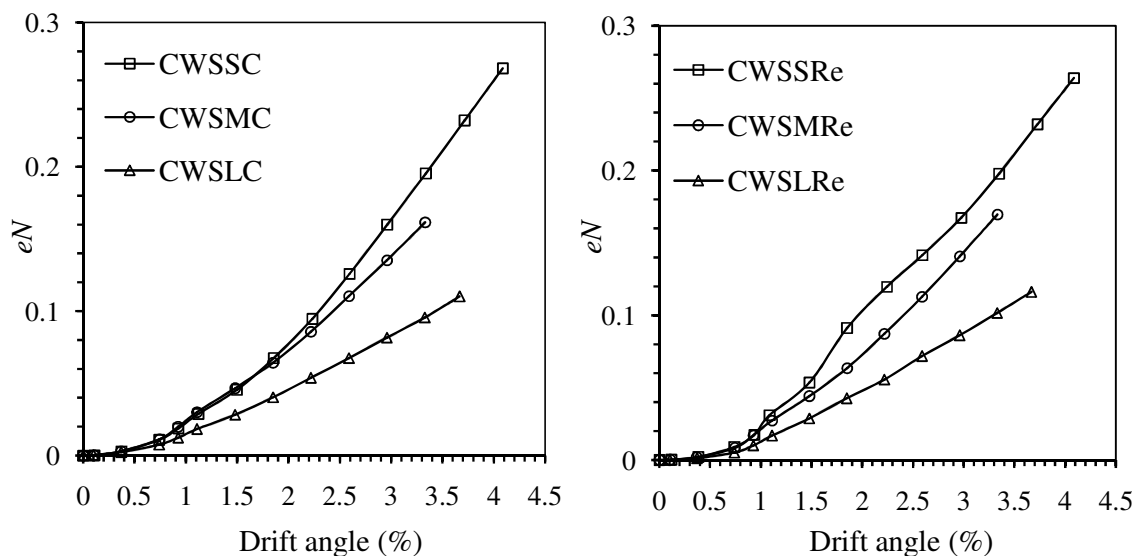 0.3
0.2
0.1
0
eN
CWSSC
CWSMC
CWSLC
0 0.5 1 1.5 2 2.5 3 3.5 4 4.5
Drift angle (%)
0.3
0.2
0.1
0
eN
CWSSRe
CWSMRe
CWSLRe
0 0.5 1 1.5 2 2.5 3 3.5 4 4.5
Drift angle (%)